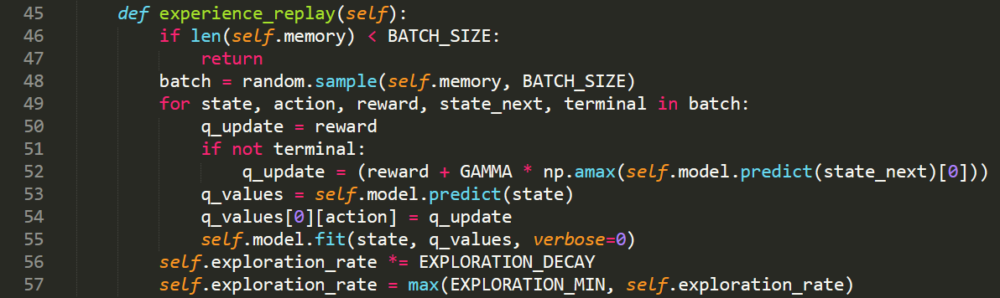 45 def experience_replay(self):
46 if len(self.memory) < BATCH_SIZE:
47 return
48 batch = random.sample(self.memory, BATCH_SIZE)
49 for state, action, reward, state_next, terminal in batch:
50 q_update = reward
51 if not terminal:
52 q_update = (reward + GAMMA * np.amax(self.model.predict(state_next)[0]))
53 q_values = self.model.predict(state)
54 q_values[0][action] = q_update
55 self.model.fit(state, q_values, verbose=0)
56 self.exploration_rate *= EXPLORATION_DECAY
57 self.exploration_rate = max(EXPLORATION_MIN, self.exploration_rate)